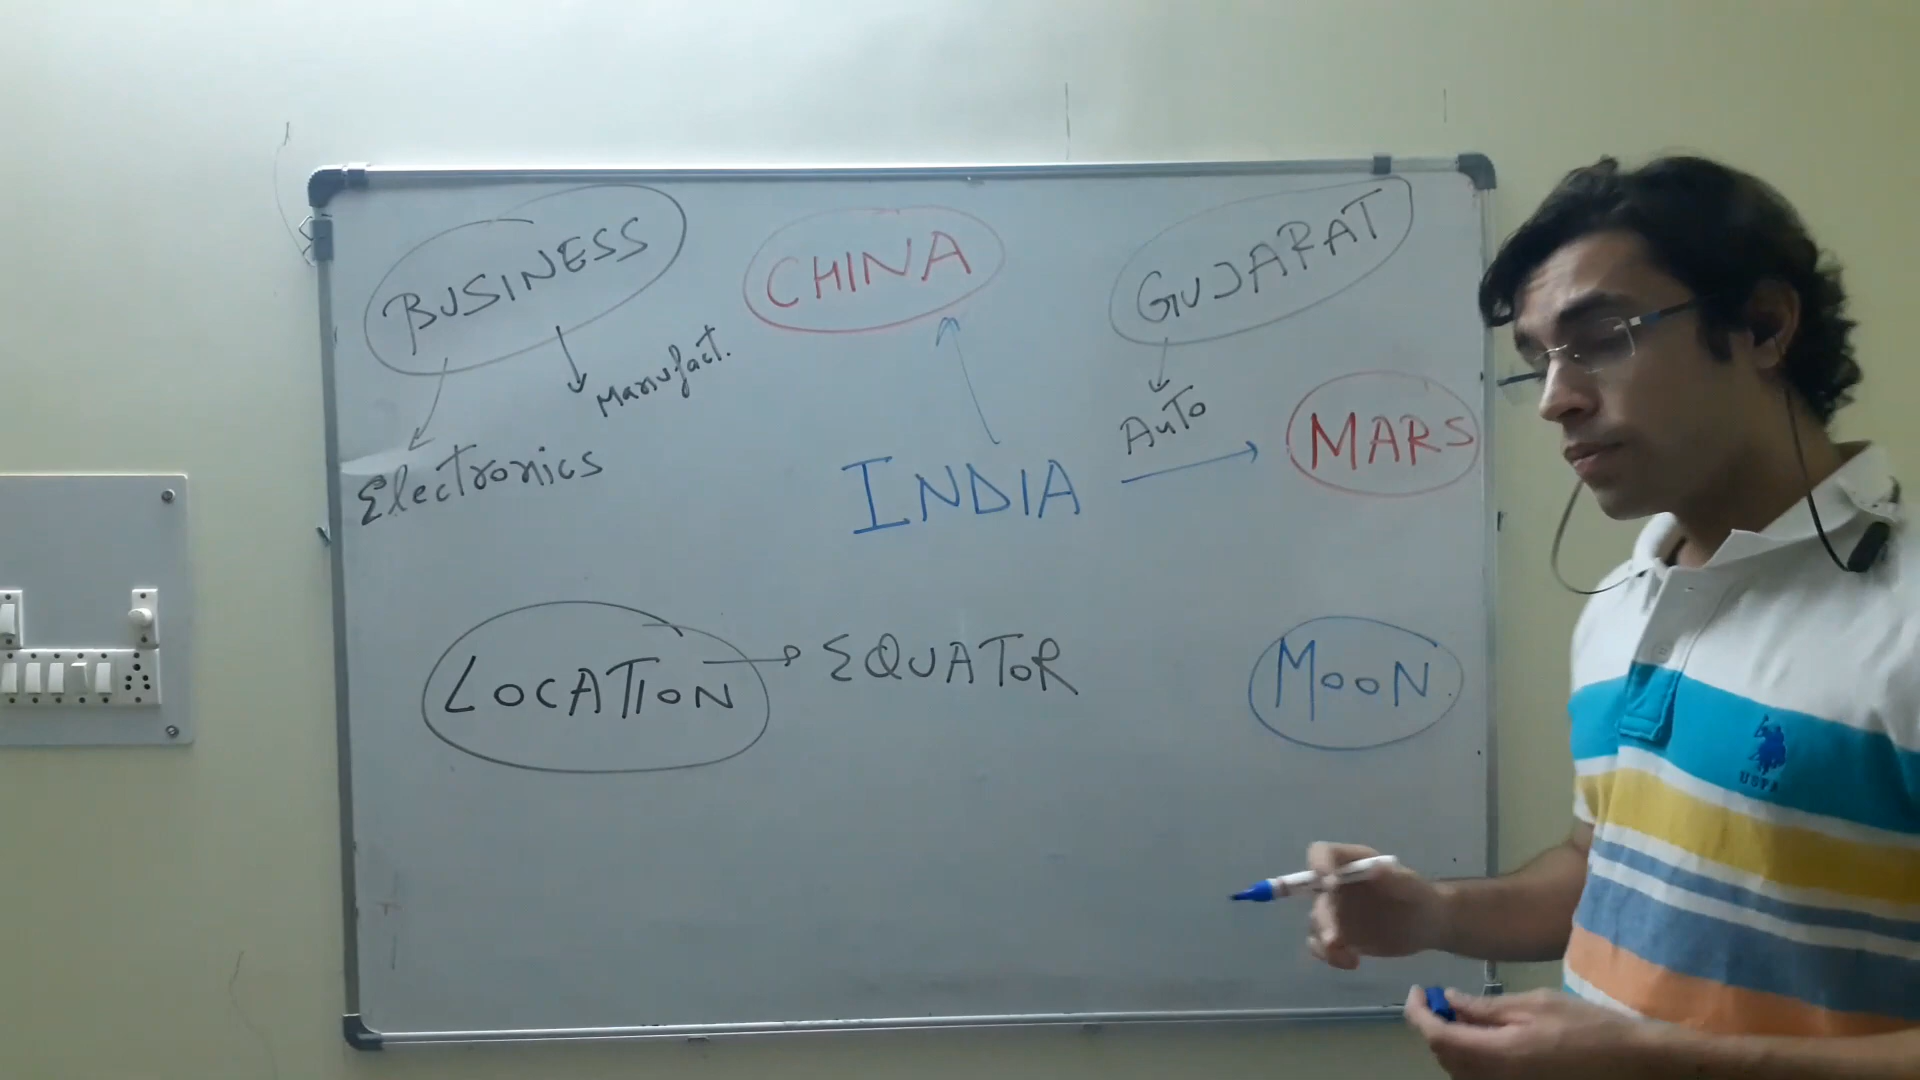 BUSINESS
CHINA
GUJARAT
Manufact.
Auto
MARS
Electronics
INDIA
LOCATION
EQUATOR
MOON
USPA